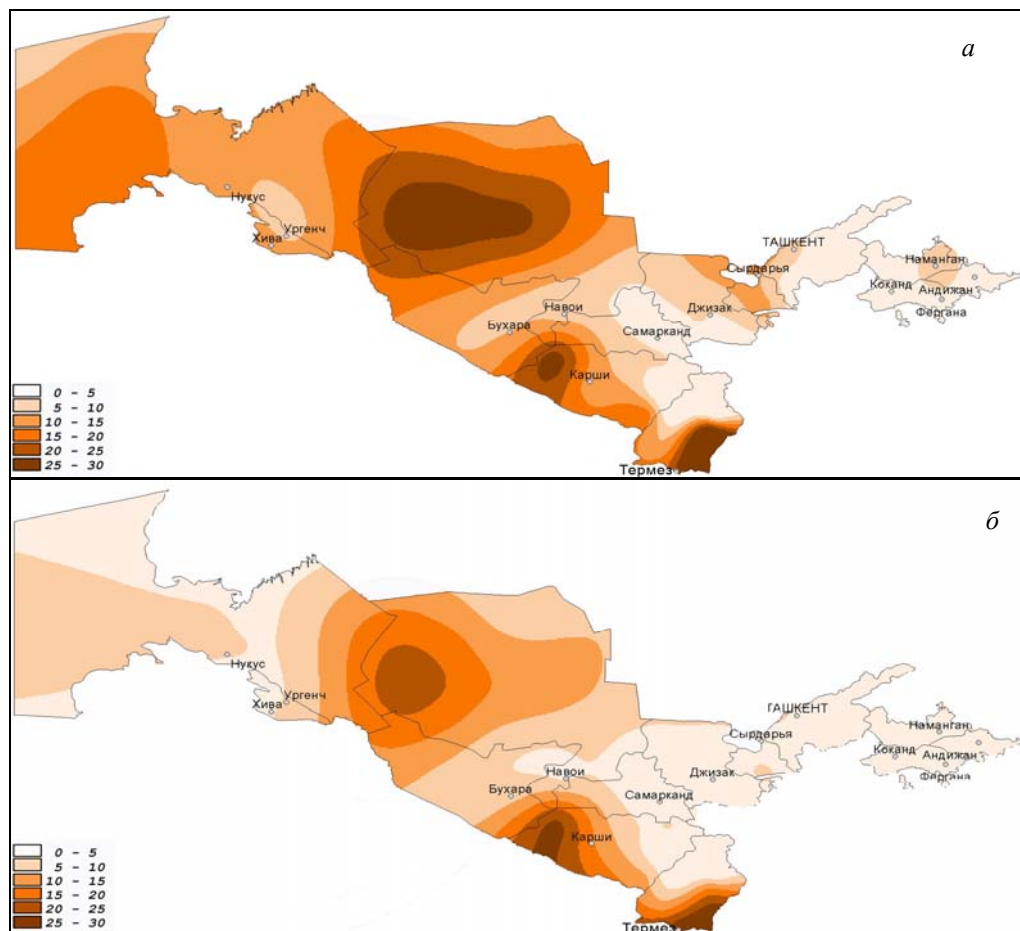 а
Нукус
Ургенч
Хива
ТАШКЕНТ
Сырдарья
Наманган
Коканд
Андижан
Фергана
Навои
Джизак
Бухара
Самарканд
Карши
Термез
0 - 5
5 - 10
10 - 15
15 - 20
20 - 25
25 - 30
б
Нукус
Ургенч
Хива
ТАШКЕНТ
Сырдарья
Наманган
Коканд
Андижан
Фергана
Навои
Джизак
Бухара
Самарканд
Карши
Термез
0 - 5
5 - 10
10 - 15
15 - 20
20 - 25
25 - 30